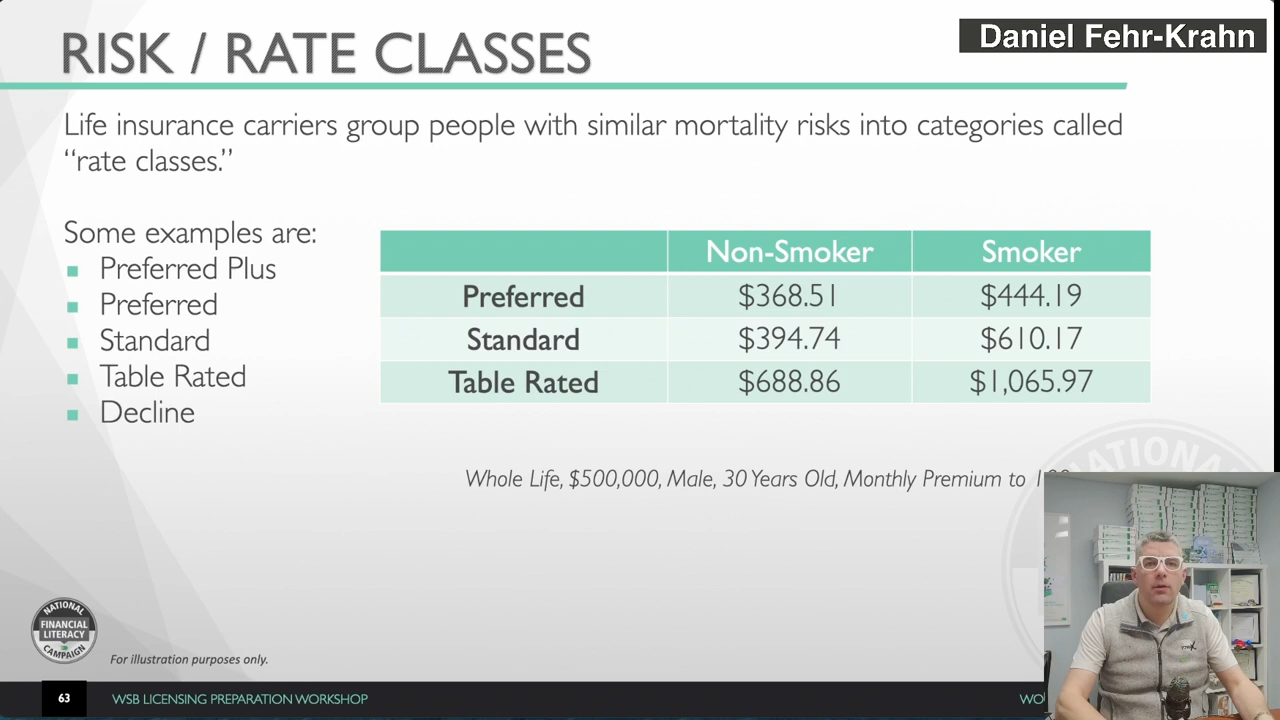 RISK / RATE CLASSES
Daniel Fehr-Krahn
Life insurance carriers group people with similar mortality risks into categories called
“rate classes.”
Some examples are:
Preferred Plus
Preferred
Standard
Table Rated
Decline
Non-Smoker Smoker
Preferred $368.51 $444.19
Standard $394.74 $610.17
Table Rated $688.86 $1,065.97
Whole Life, $500,000, Male, 30 Years Old, Monthly Premium to
NATIONAL
NATIONAL
FINANCIAL
LITERACY
CAMPAIGN
For illustration purposes only.
63 WSB LICENSING PREPARATION WORKSHOP